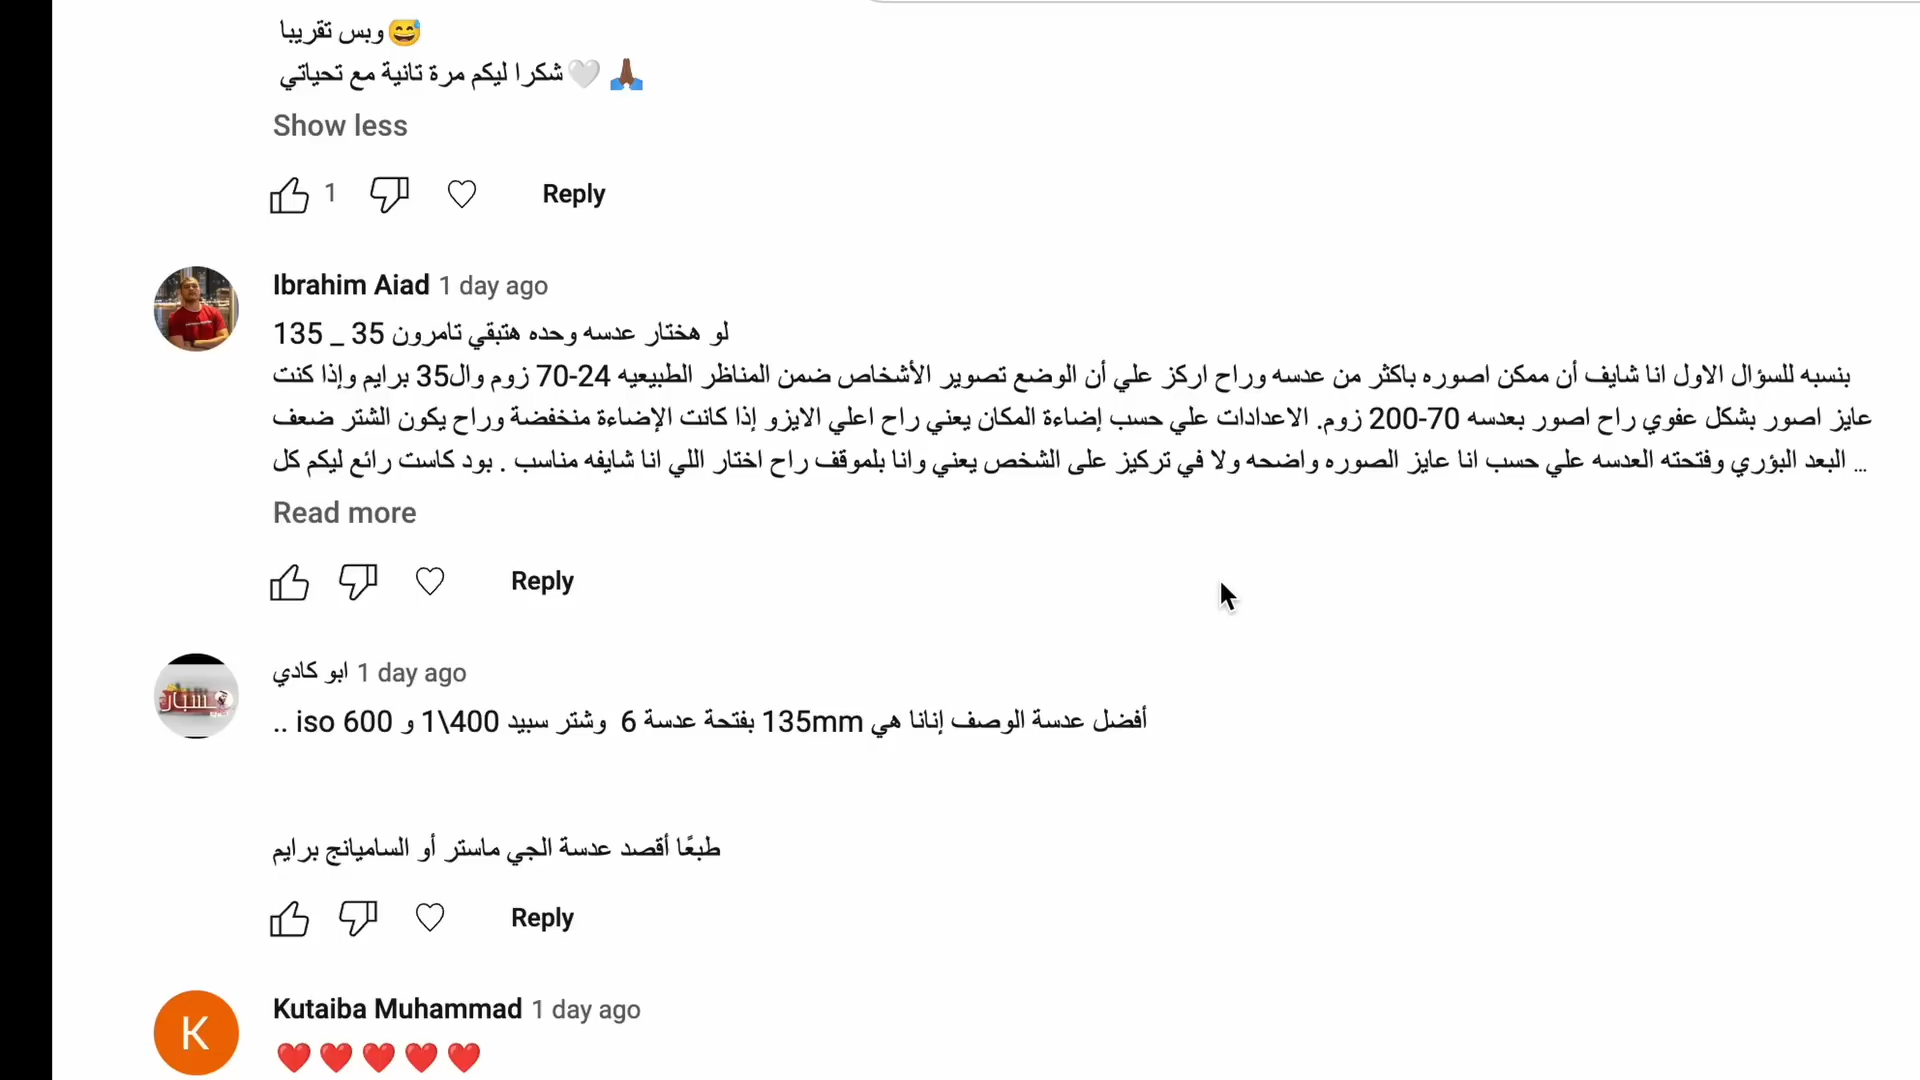 وبس تقريبا😅
شكرا ليكم مرة تانية مع تحياتي🤍🙏🏾
Show less
1 Reply
Ibrahim Aiad 1 day ago
لو هختار عدسه وحده هتبقي تامرون 35 _ 135
بنسبه للسؤال الاول انا شايف أن ممكن اصوره باكثر من عدسه وراح اركز علي أن الوضع تصوير الأشخاص ضمن المناظر الطبيعيه 24-70 زوم وال35 برايم وإذا كنت
عايز اصور بشكل عفوي راح اصور بعدسه 70-200 زوم. الاعدادات علي حسب إضاءة المكان يعني راح اعلي الايزو إذا كانت الإضاءة منخفضة وراح يكون الشتر ضعف
البعد البؤري وفتحته العدسه علي حسب انا عايز الصوره واضحه ولا في تركيز على الشخص يعني وانا بلموقف راح اختار اللي انا شايفه مناسب . بود كاست رائع ليكم كل ...
Read more
Reply
ابو كادي 1 day ago
أفضل عدسة الوصف إنانا هي 135mm بفتحة عدسة 6 وشتر سبيد 400\1 و iso 600 ..
طبعًا أقصد عدسة الجي ماستر أو الساميانج برايم
Reply
K
Kutaiba Muhammad 1 day ago
❤️❤️❤️❤️❤️